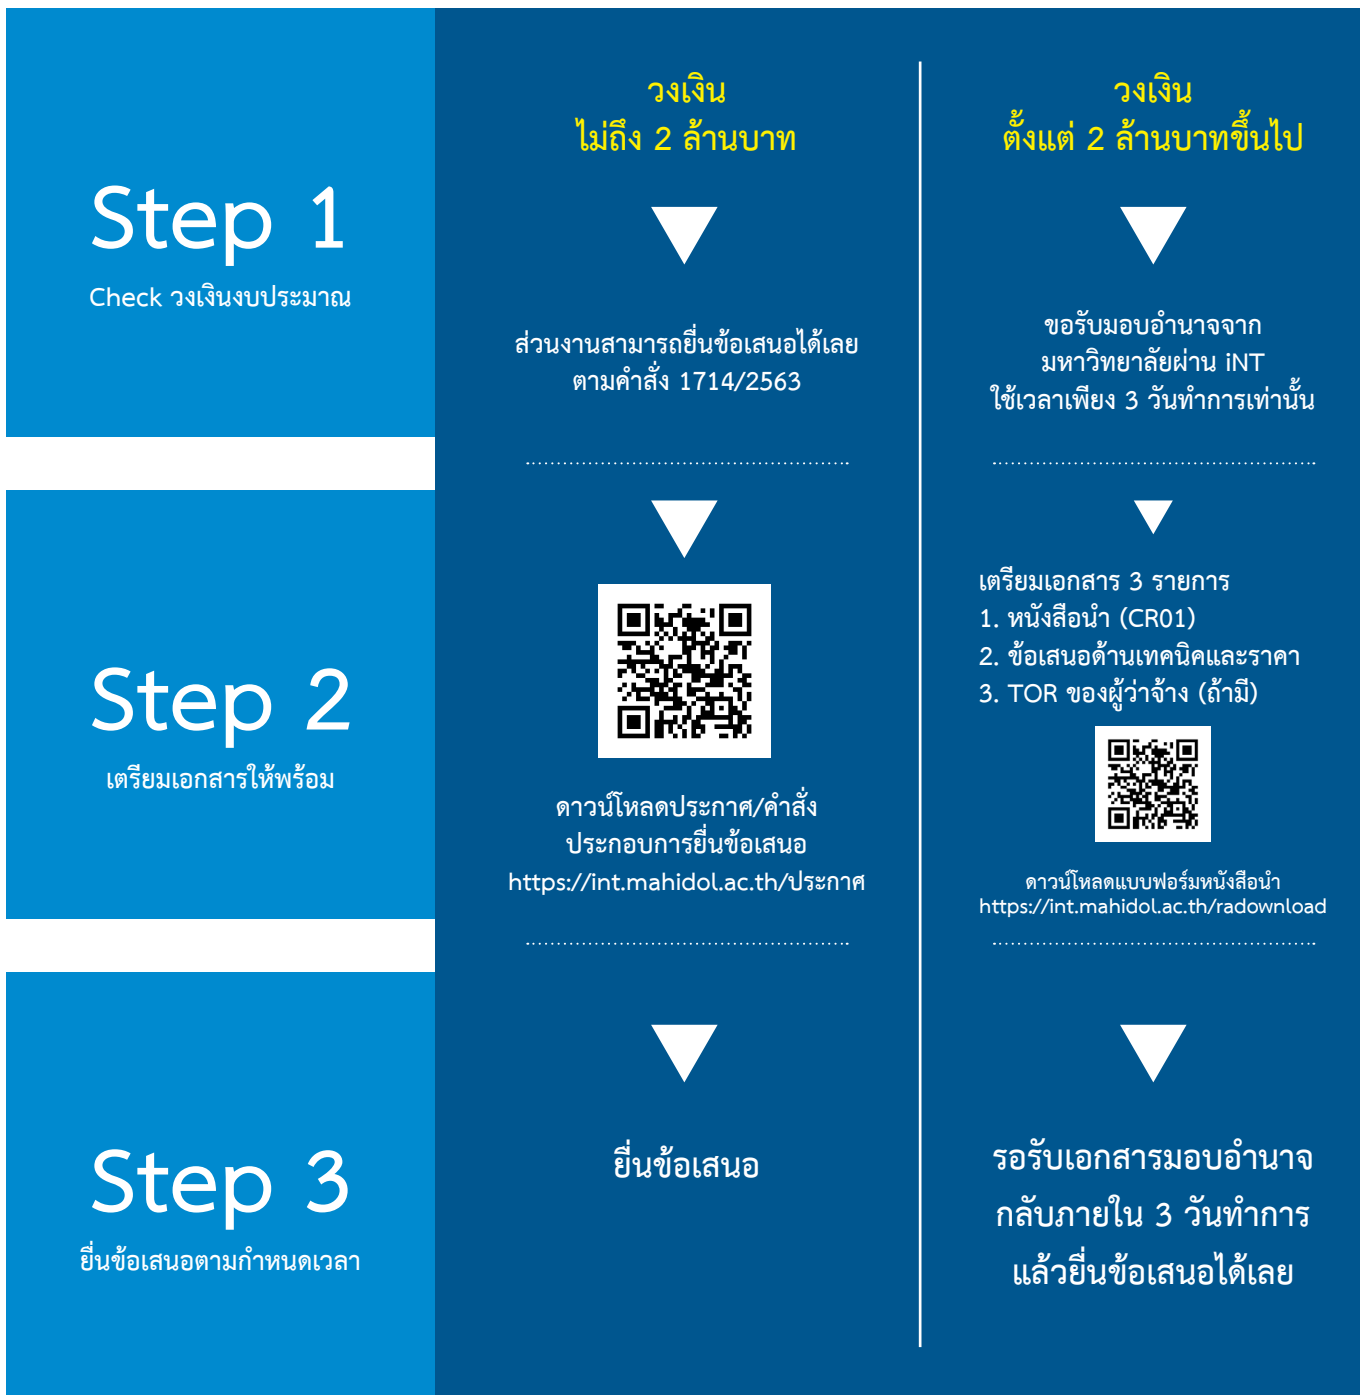 Step 1
Check วงเงินงบประมาณ
วงเงิน
ไม่ถึง 2 ล้านบาท
ส่วนงานสามารถยื่นข้อเสนอได้เลย
ตามคำสั่ง 1714/2563
วงเงิน
ตั้งแต่ 2 ล้านบาทขึ้นไป
ขอรับมอบอำนาจจาก
มหาวิทยาลัยผ่าน iNT
ใช้เวลาเพียง 3 วันทำการเท่านั้น
Step 2
เตรียมเอกสารให้พร้อม
ดาวน์โหลดประกาศ/คำสั่ง
ประกอบการยื่นข้อเสนอ
https://int.mahidol.ac.th/ประกาศ
เตรียมเอกสาร 3 รายการ
1. หนังสือนำ (CR01)
2. ข้อเสนอด้านเทคนิคและราคา
3. TOR ของผู้ว่าจ้าง (ถ้ามี)
ดาวน์โหลดแบบฟอร์มหนังสือนำ
https://int.mahidol.ac.th/radownload
Step 3
ยื่นข้อเสนอตามกำหนดเวลา
ยื่นข้อเสนอ
รอรับเอกสารมอบอำนาจ
กลับภายใน 3 วันทำการ
แล้วยื่นข้อเสนอได้เลย